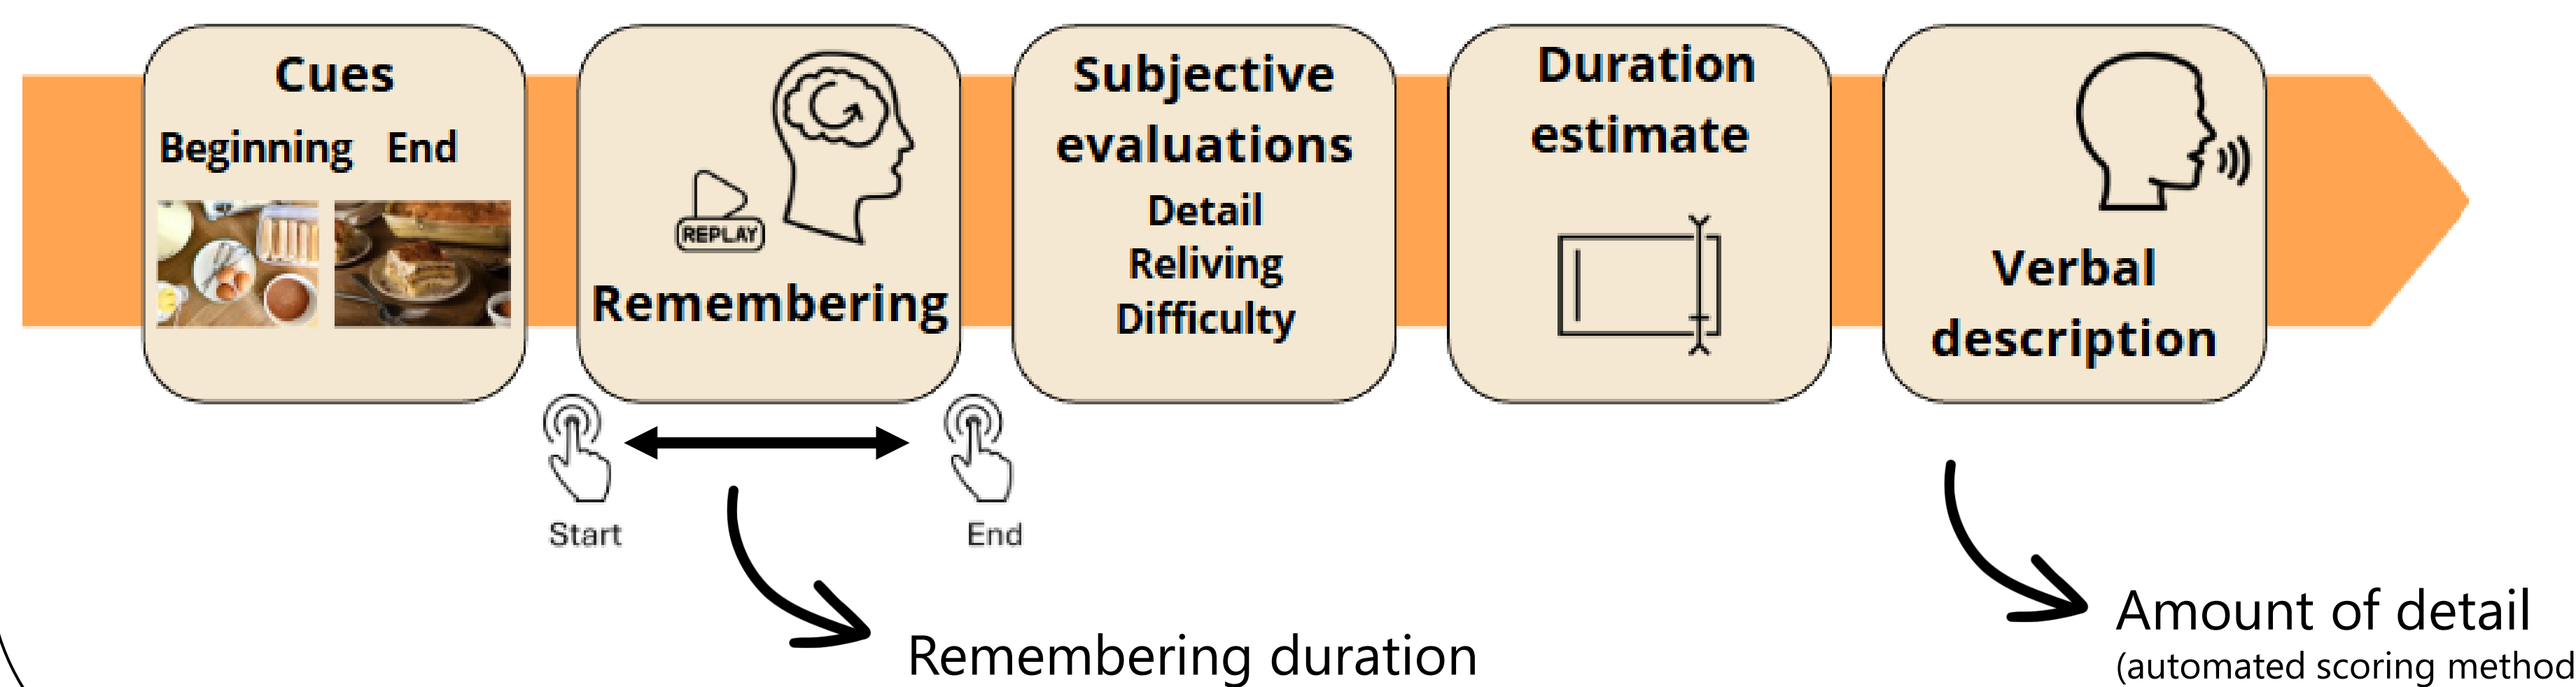 Cues
Beginning End
REPLAY
Remembering
Subjective
evaluations
Detail
Reliving
Difficulty
Duration
estimate
Verbal
description
Start
End
Remembering duration
Amount of detail
(automated scoring method